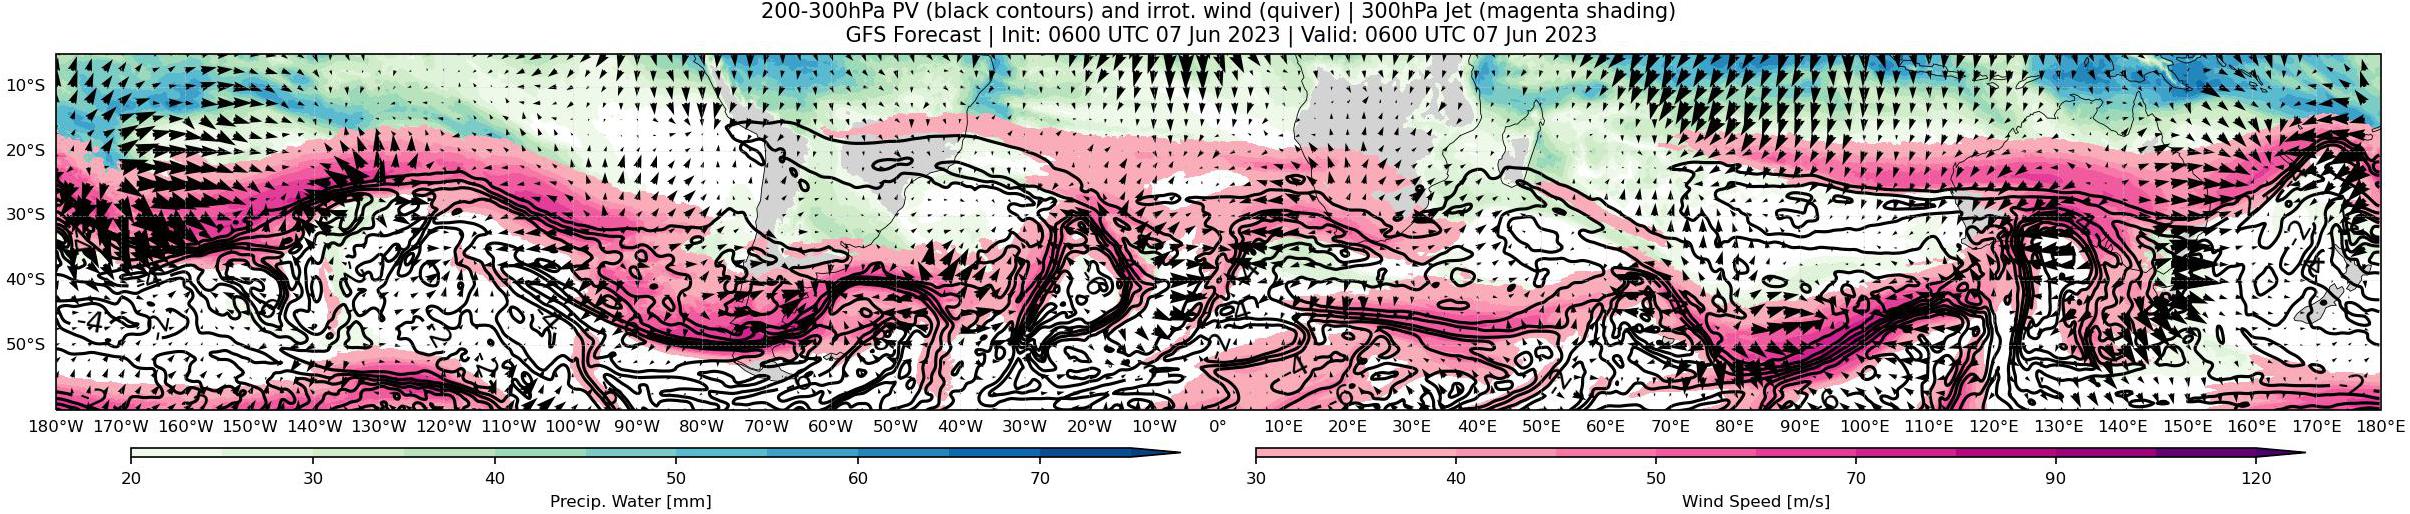 200-300hPa PV (black contours) and irrot. wind (quiver) | 300hPa Jet (magenta shading)
GFS Forecast | Init: 0600 UTC 07 Jun 2023 | Valid: 0600 UTC 07 Jun 2023
10°S
20°S
30°S
40°S
50°S
180°W 170°W 160°W 150°W 140°W 130°W 120°W 110°W 100°W 90°W 80°W 70°W 60°W 50°W 40°W 30°W 20°W 10°W 0° 10°E 20°E 30°E 40°E 50°E 60°E 70°E 80°E 90°E 100°E 110°E 120°E 130°E 140°E 150°E 160°E 170°E 180°E
20 30 40 50 60 70
Precip. Water [mm]
30 40 50 70 90 120
Wind Speed [m/s]